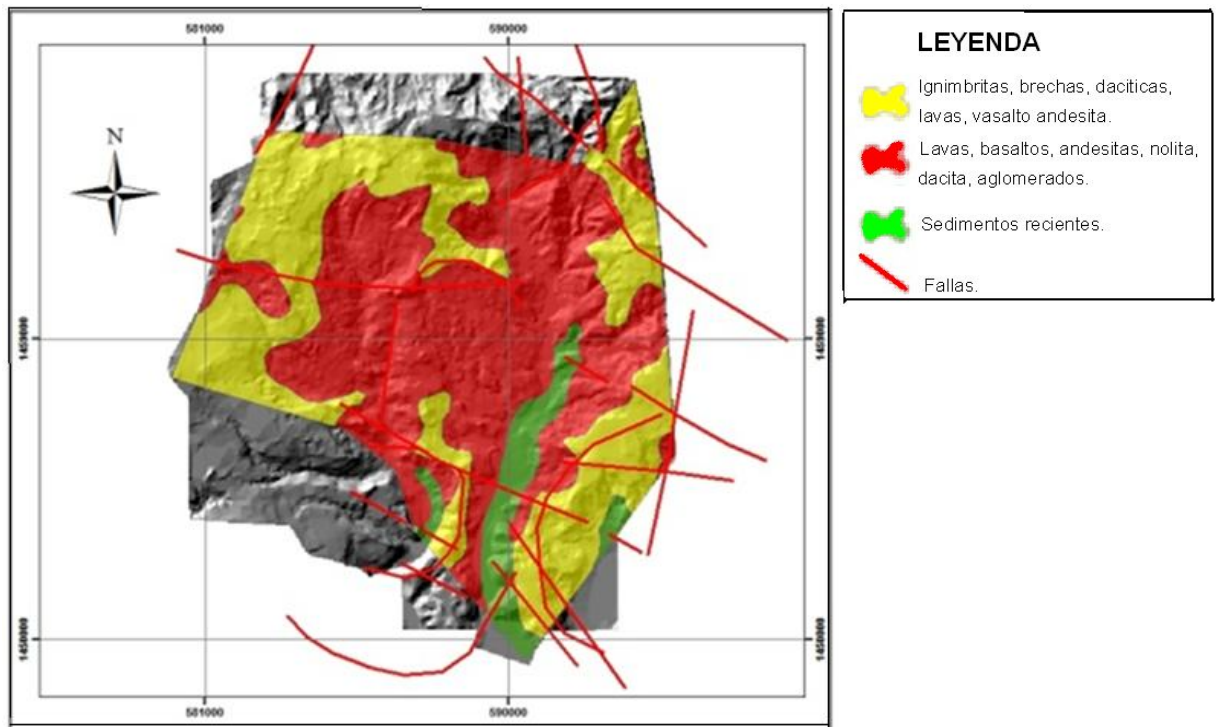 581000
590000
N
1459000
1459000
1450000
1450000
581000
590000
LEYENDA
Ignimbritas, brechas, daciticas,
lavas, vasalto andesita.
Lavas, basaltos, andesitas, nolita,
dacita, aglomerados.
Sedimentos recientes.
Fallas.